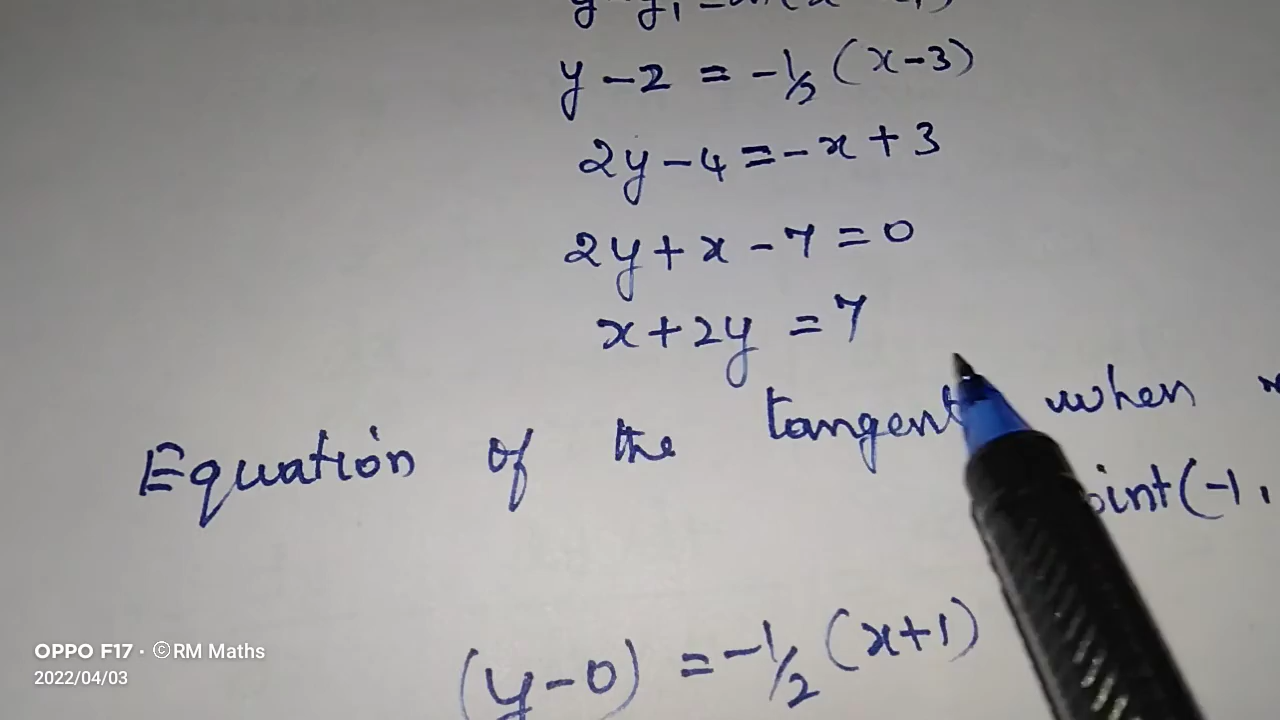 y - 2 = -1/2 (x-3)
2y - 4 = -x + 3
2y + x - 7 = 0
x + 2y = 7
Equation of the tangent when
(-1,
(y-0) = -1/2 (x+1)
OPPO F17 · ©RM Maths
2022/04/03